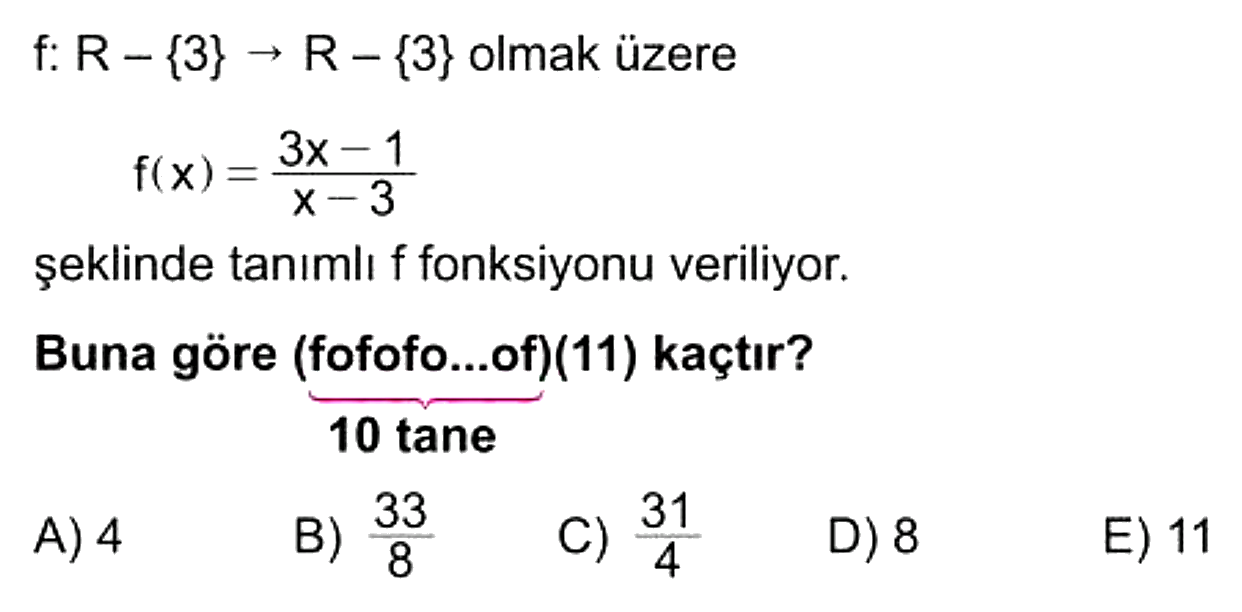 f: R – {3} → R – {3} olmak üzere
f(x) = (3x – 1)/(x – 3)
şeklinde tanımlı f fonksiyonu veriliyor.
Buna göre (fofofo...of)(11) kaçtır?
10 tane
A) 4 B) 33/8 C) 31/4 D) 8 E) 11